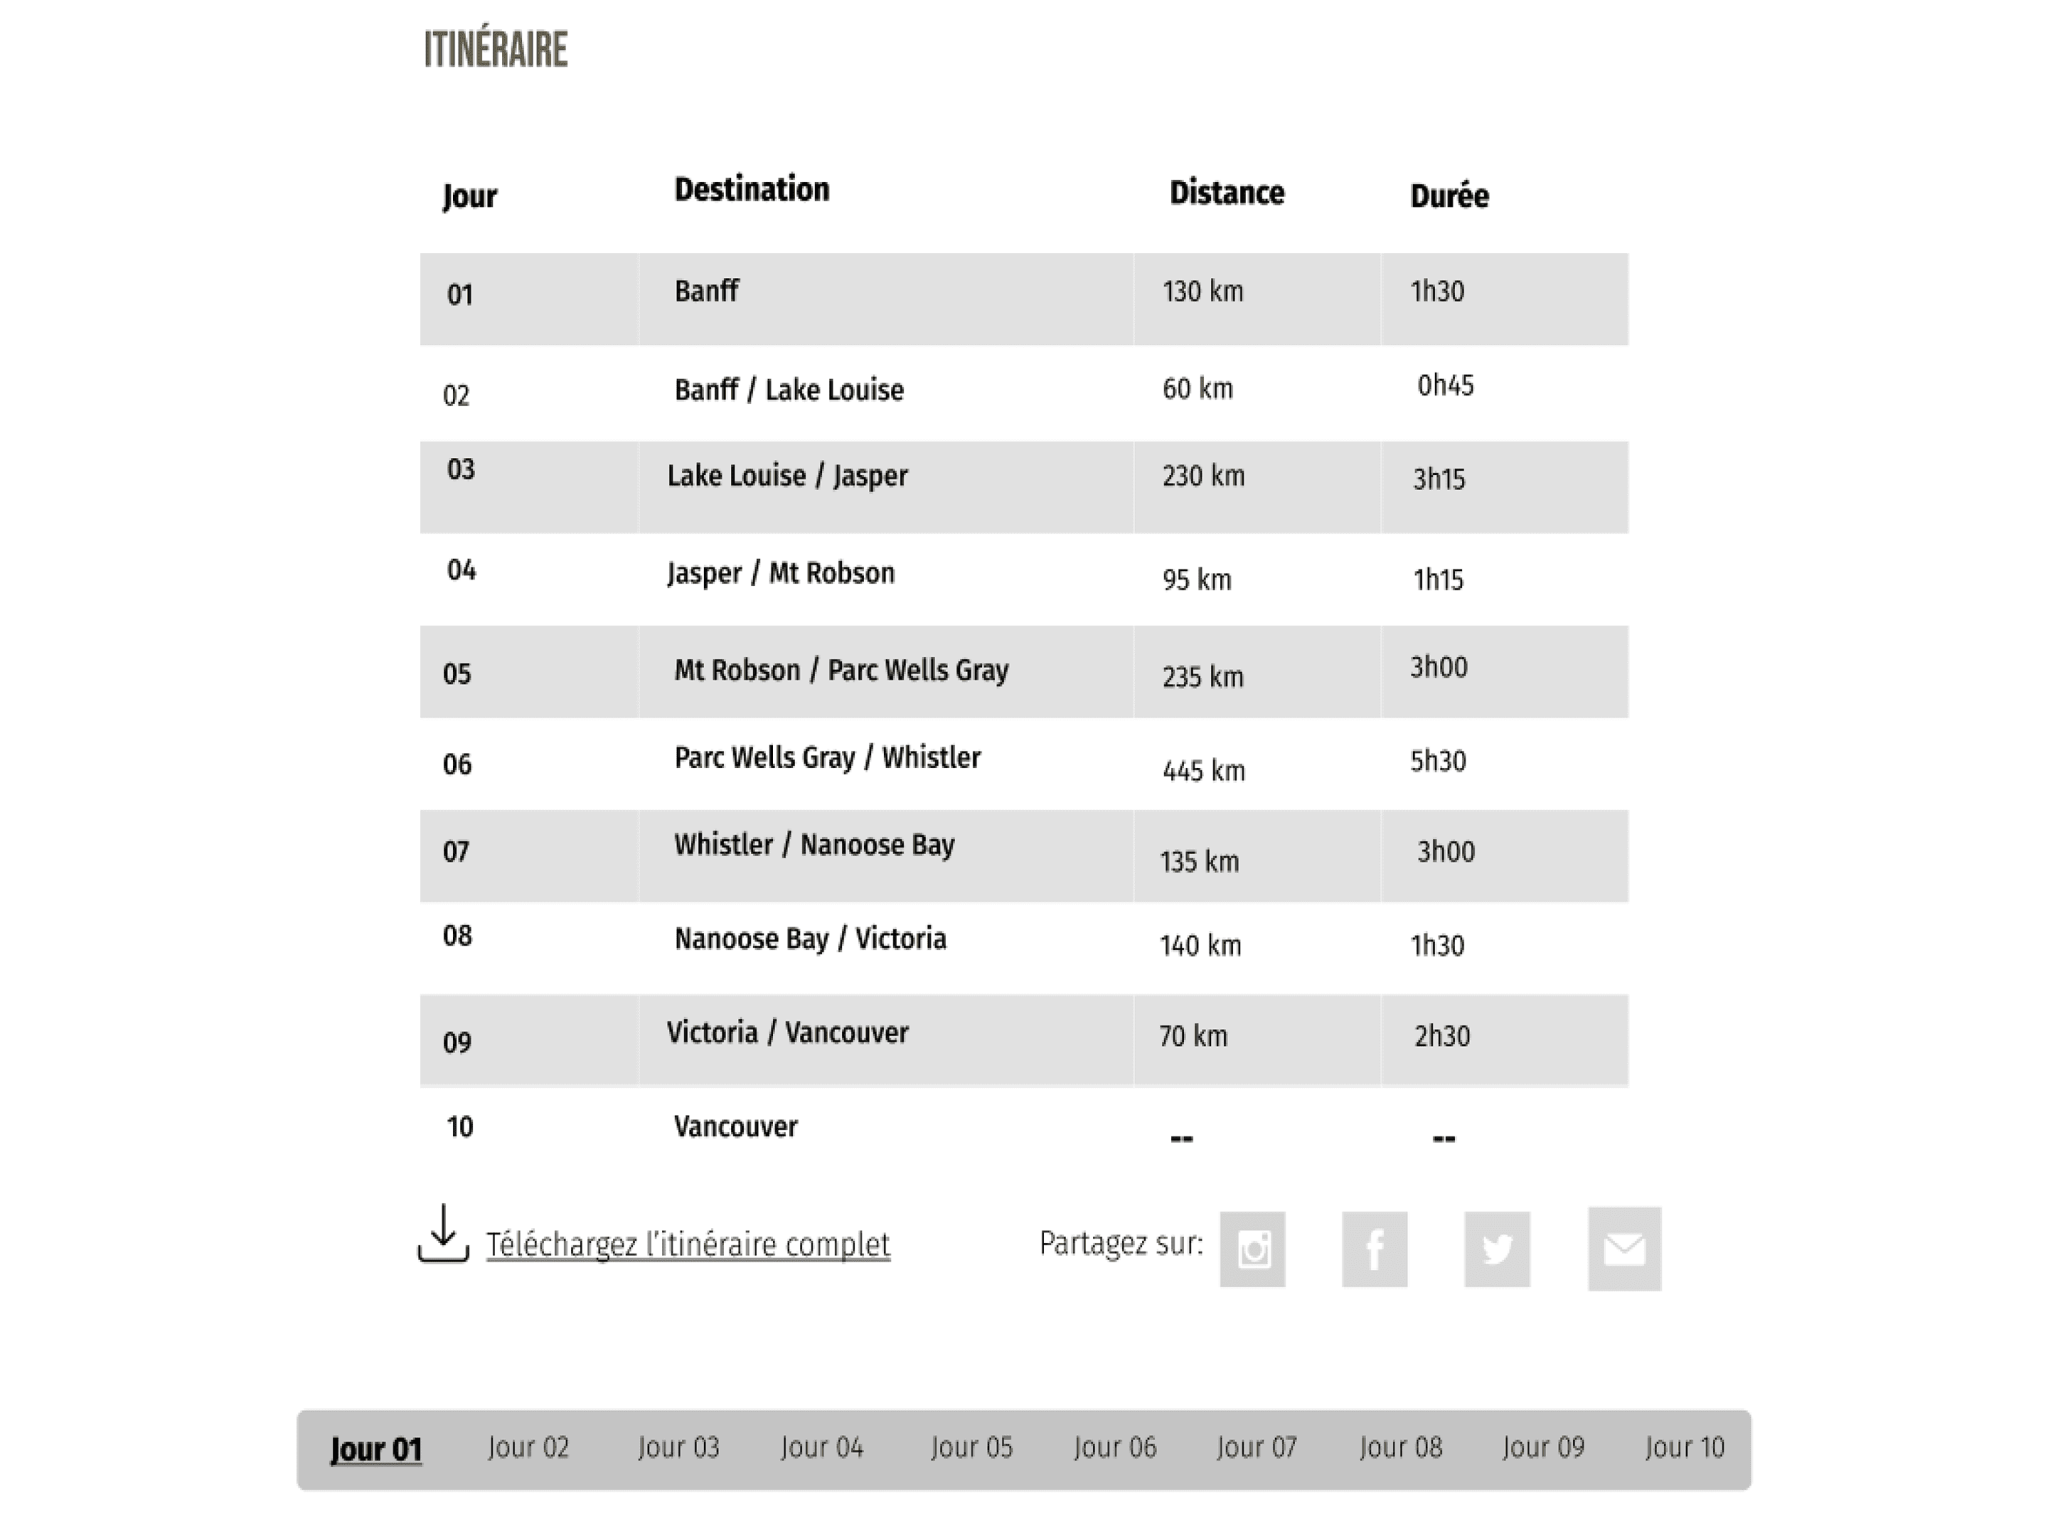 ITINÉRAIRE
Jour Destination Distance Durée
01 Banff 130 km 1h30
02 Banff / Lake Louise 60 km 0h45
03 Lake Louise / Jasper 230 km 3h15
04 Jasper / Mt Robson 95 km 1h15
05 Mt Robson / Parc Wells Gray 235 km 3h00
06 Parc Wells Gray / Whistler 445 km 5h30
07 Whistler / Nanoose Bay 135 km 3h00
08 Nanoose Bay / Victoria 140 km 1h30
09 Victoria / Vancouver 70 km 2h30
10 Vancouver -- --
Téléchargez l'itinéraire complet Partagez sur:
Jour 01 Jour 02 Jour 03 Jour 04 Jour 05 Jour 06 Jour 07 Jour 08 Jour 09 Jour 10